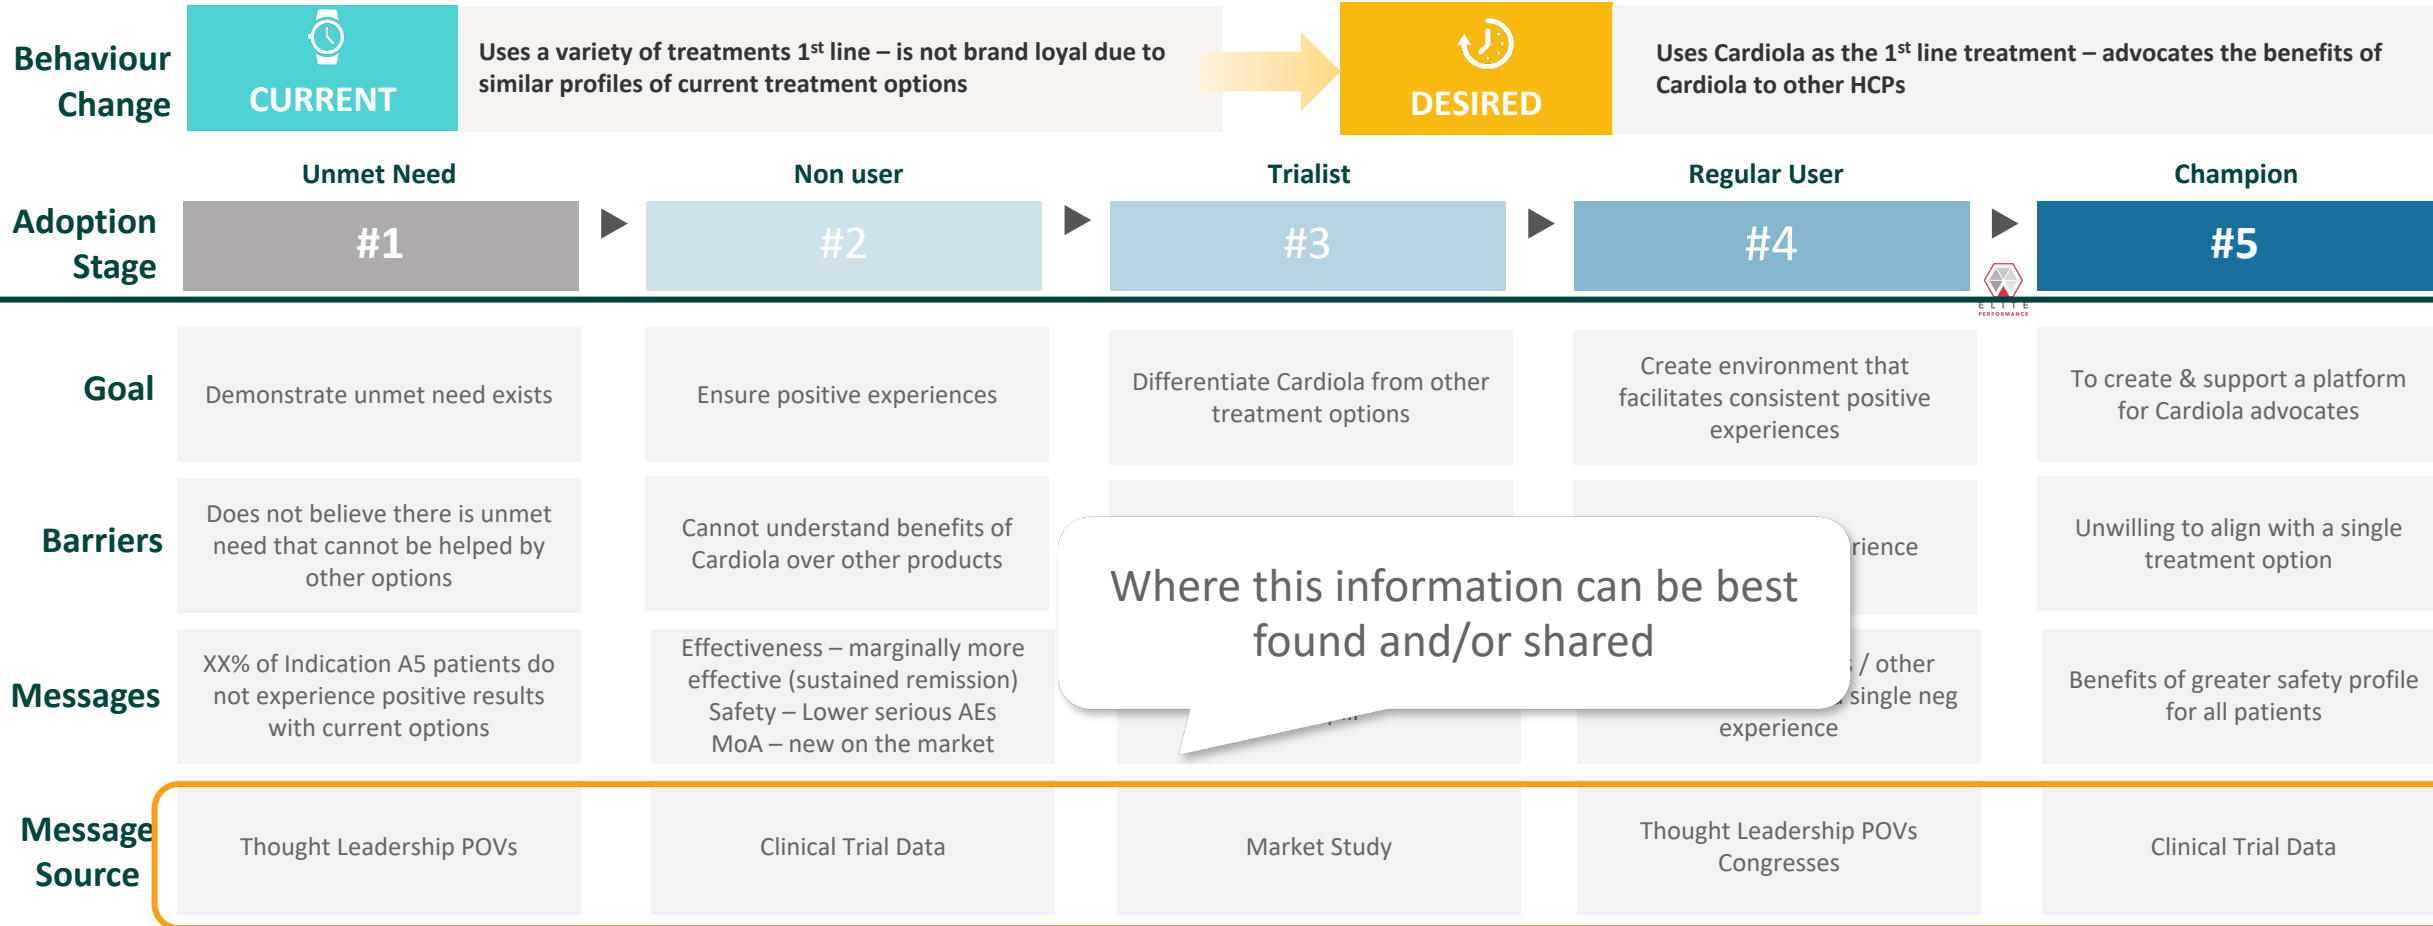 Behaviour
Change
CURRENT
Uses a variety of treatments 1st line – is not brand loyal due to
similar profiles of current treatment options
DESIRED
Uses Cardiola as the 1st line treatment – advocates the benefits of
Cardiola to other HCPs
Adoption
Stage
Unmet Need
#1
Non user
#2
Trialist
#3
Regular User
#4
Champion
#5
ELITE
PERFORMANCE
Goal
Demonstrate unmet need exists
Ensure positive experiences
Differentiate Cardiola from other
treatment options
Create environment that
facilitates consistent positive
experiences
To create & support a platform
for Cardiola advocates
Barriers
Does not believe there is unmet
need that cannot be helped by
other options
Cannot understand benefits of
Cardiola over other products
Unwilling to align with a single
treatment option
Where this information can be best
found and/or shared
Messages
XX% of Indication A5 patients do
not experience positive results
with current options
Effectiveness – marginally more
effective (sustained remission)
Safety – Lower serious AEs
MoA – new on the market
/ other
single neg
experience
Benefits of greater safety profile
for all patients
Message
Source
Thought Leadership POVs
Clinical Trial Data
Market Study
Thought Leadership POVs
Congresses
Clinical Trial Data